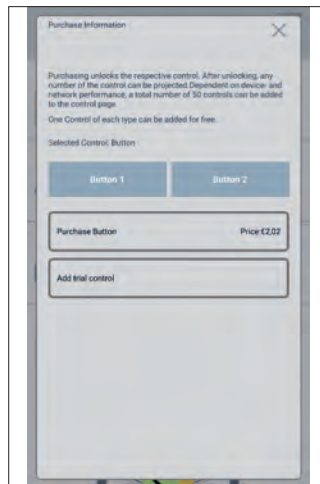 Purchase Information
Purchasing unlocks the respective control. After unlocking, any
number of the control can be projected Dependent on device- and
network performance, a total number of 50 controls can be added
to the control page.
One Control of each type can be added for free.
Selected Control: Button
Button 1 Button 2
Purchase Button Price £2,02
Add trial control